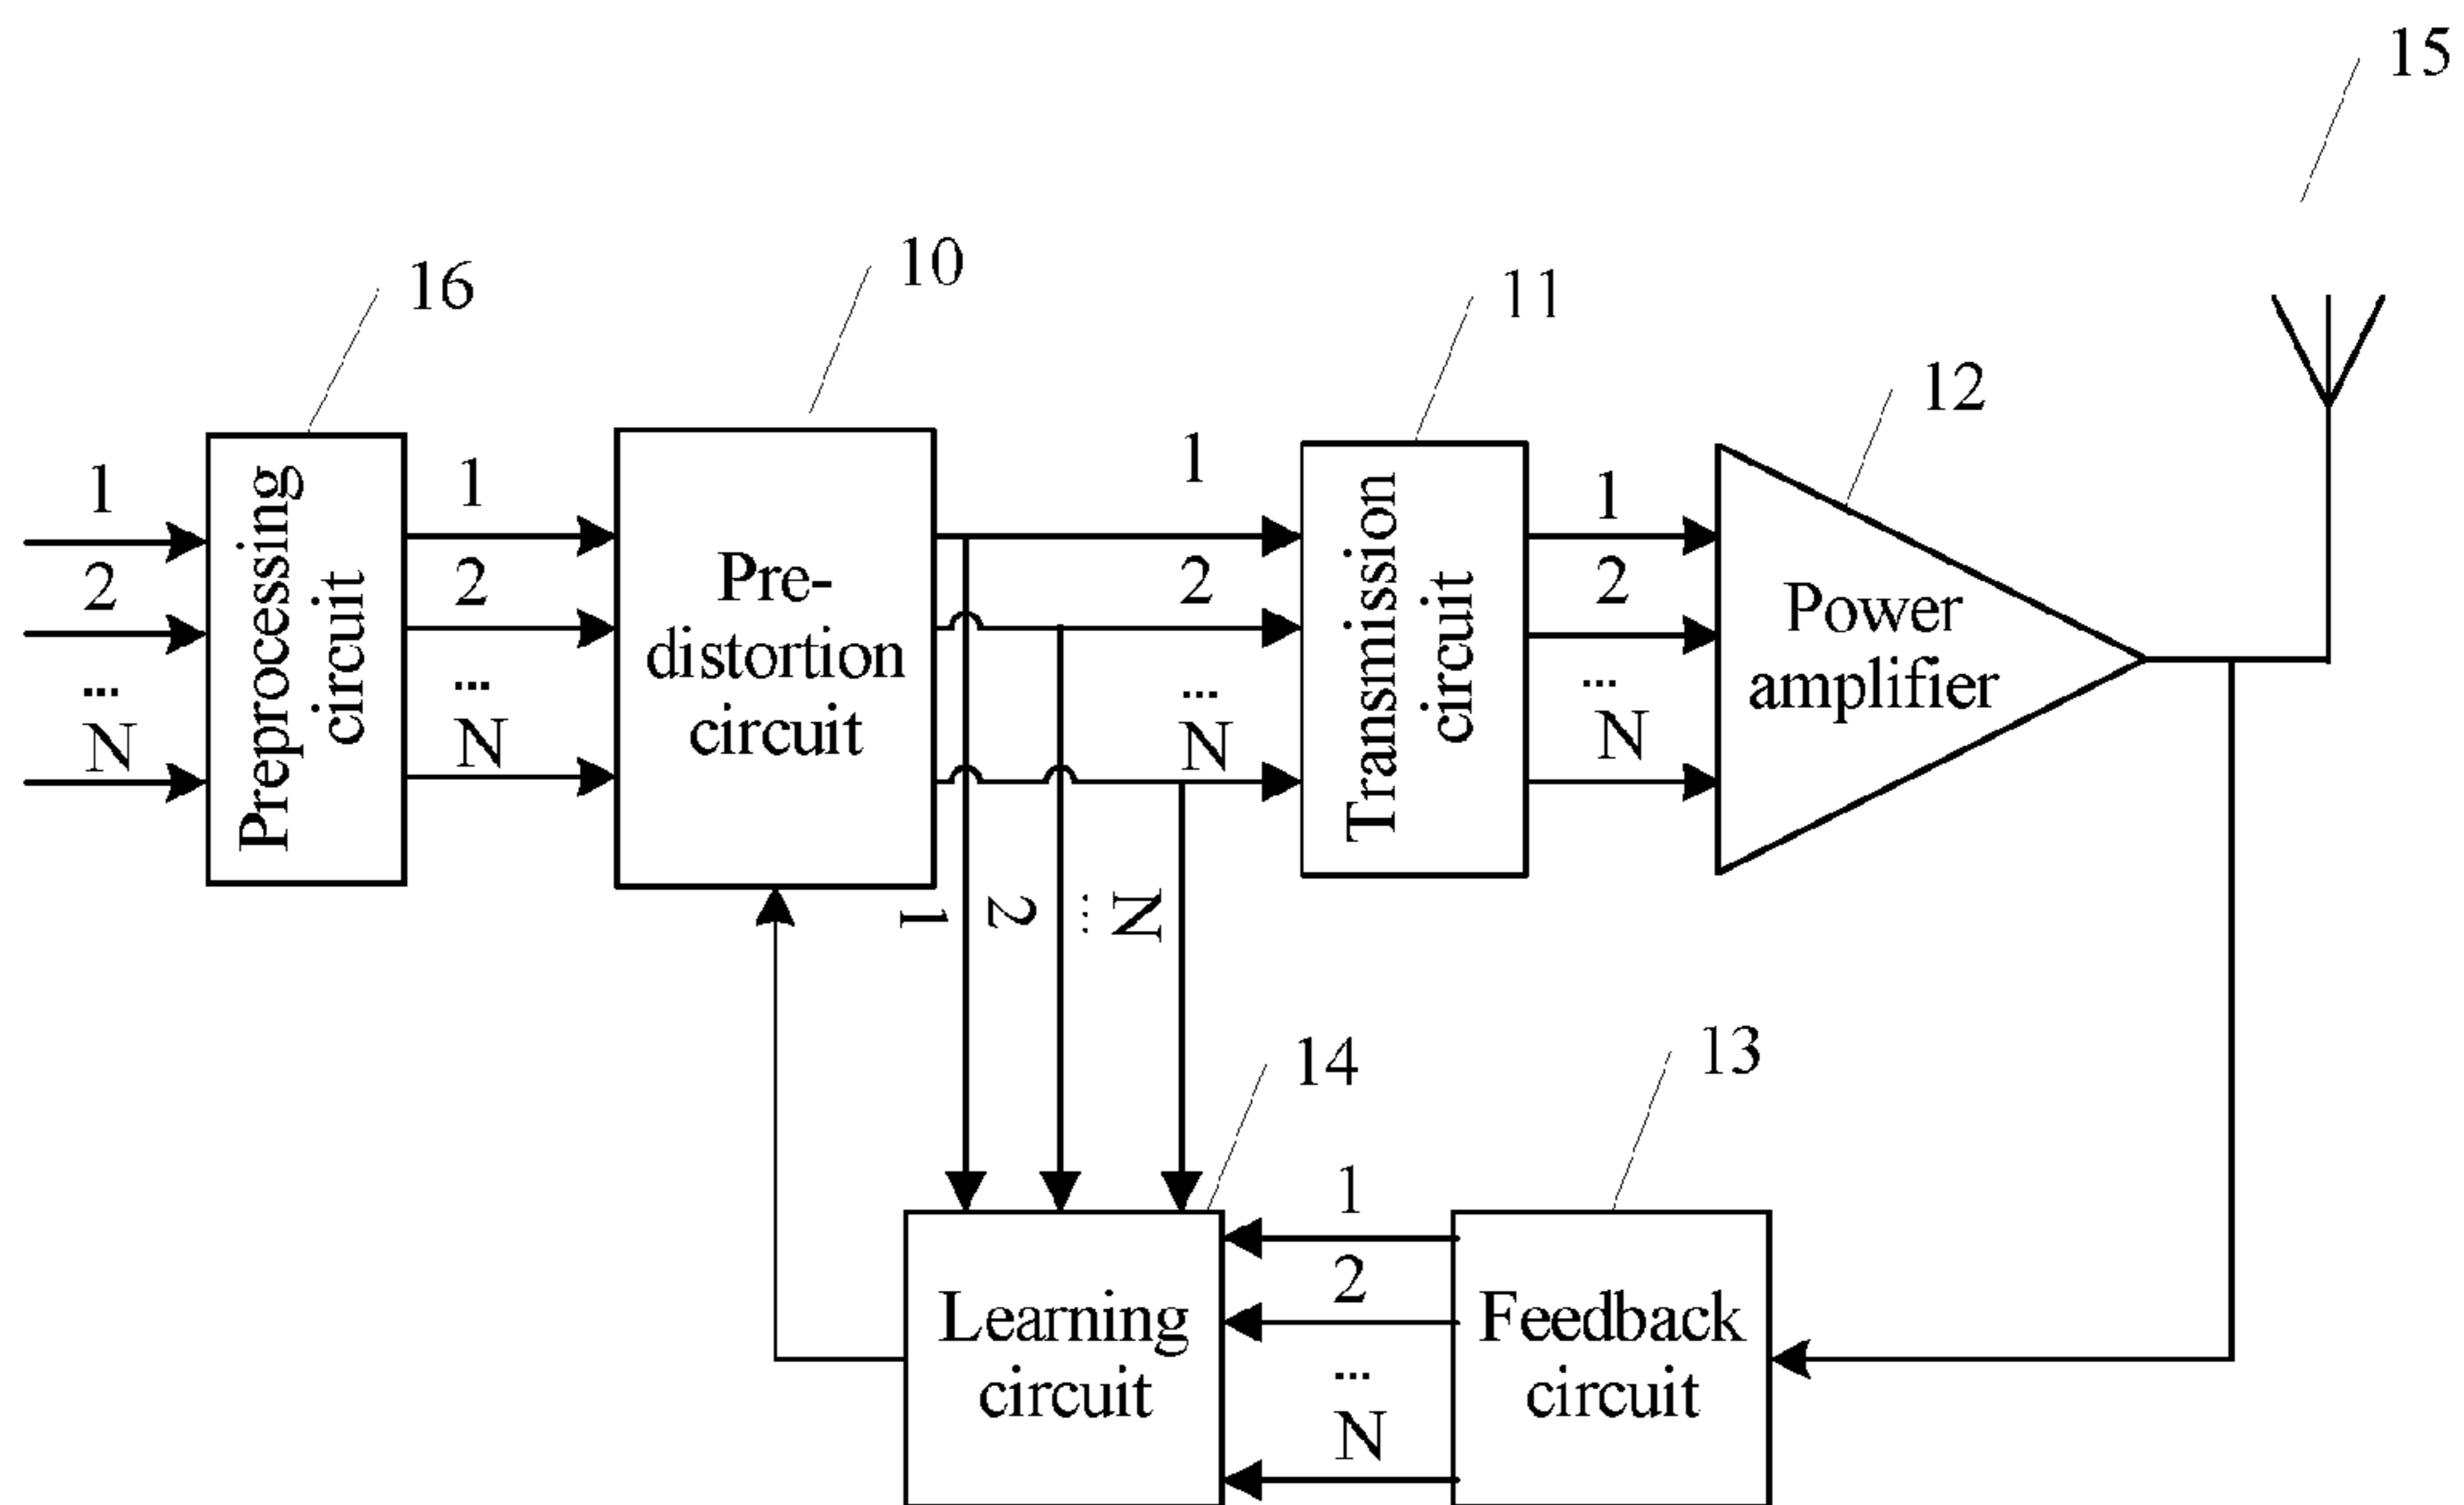 15
16
10
11
12
1
2
...
N
Preprocessing
circuit
1
2
...
N
Pre-
distortion
circuit
1
2
...
N
Transmission
circuit
1
2
...
N
Power
amplifier
1
2
...
N
14
13
Learning
circuit
1
2
...
N
Feedback
circuit